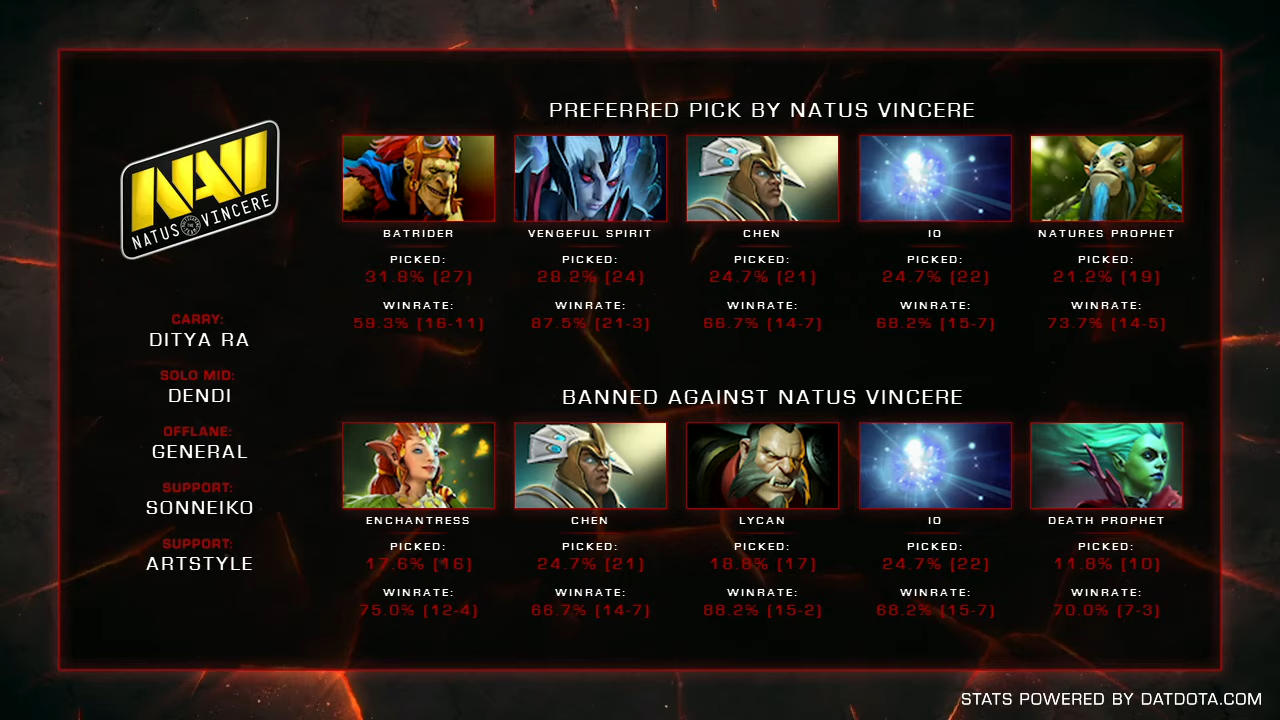 NAVI
NATUS VINCERE
CARRY:
DITYA RA
SOLO MID:
DENDI
OFFLANE:
GENERAL
SUPPORT:
SONNEIKO
SUPPORT:
ARTSTYLE
PREFERRED PICK BY NATUS VINCERE
BATRIDER VENGEFUL SPIRIT CHEN IO NATURES PROPHET
PICKED: PICKED: PICKED: PICKED: PICKED:
31.8% (27) 28.2% (24) 24.7% (21) 24.7% (22) 21.2% (19)
WINRATE: WINRATE: WINRATE: WINRATE: WINRATE:
59.3% (16-11) 87.5% (21-3) 66.7% (14-7) 68.2% (15-7) 73.7% (14-5)
BANNED AGAINST NATUS VINCERE
ENCHANTRESS CHEN LYCAN IO DEATH PROPHET
PICKED: PICKED: PICKED: PICKED: PICKED:
17.6% (16) 24.7% (21) 18.8% (17) 24.7% (22) 11.8% (10)
WINRATE: WINRATE: WINRATE: WINRATE: WINRATE:
75.0% (12-4) 66.7% (14-7) 88.2% (15-2) 68.2% (15-7) 70.0% (7-3)
STATS POWERED BY DATDOTA.COM